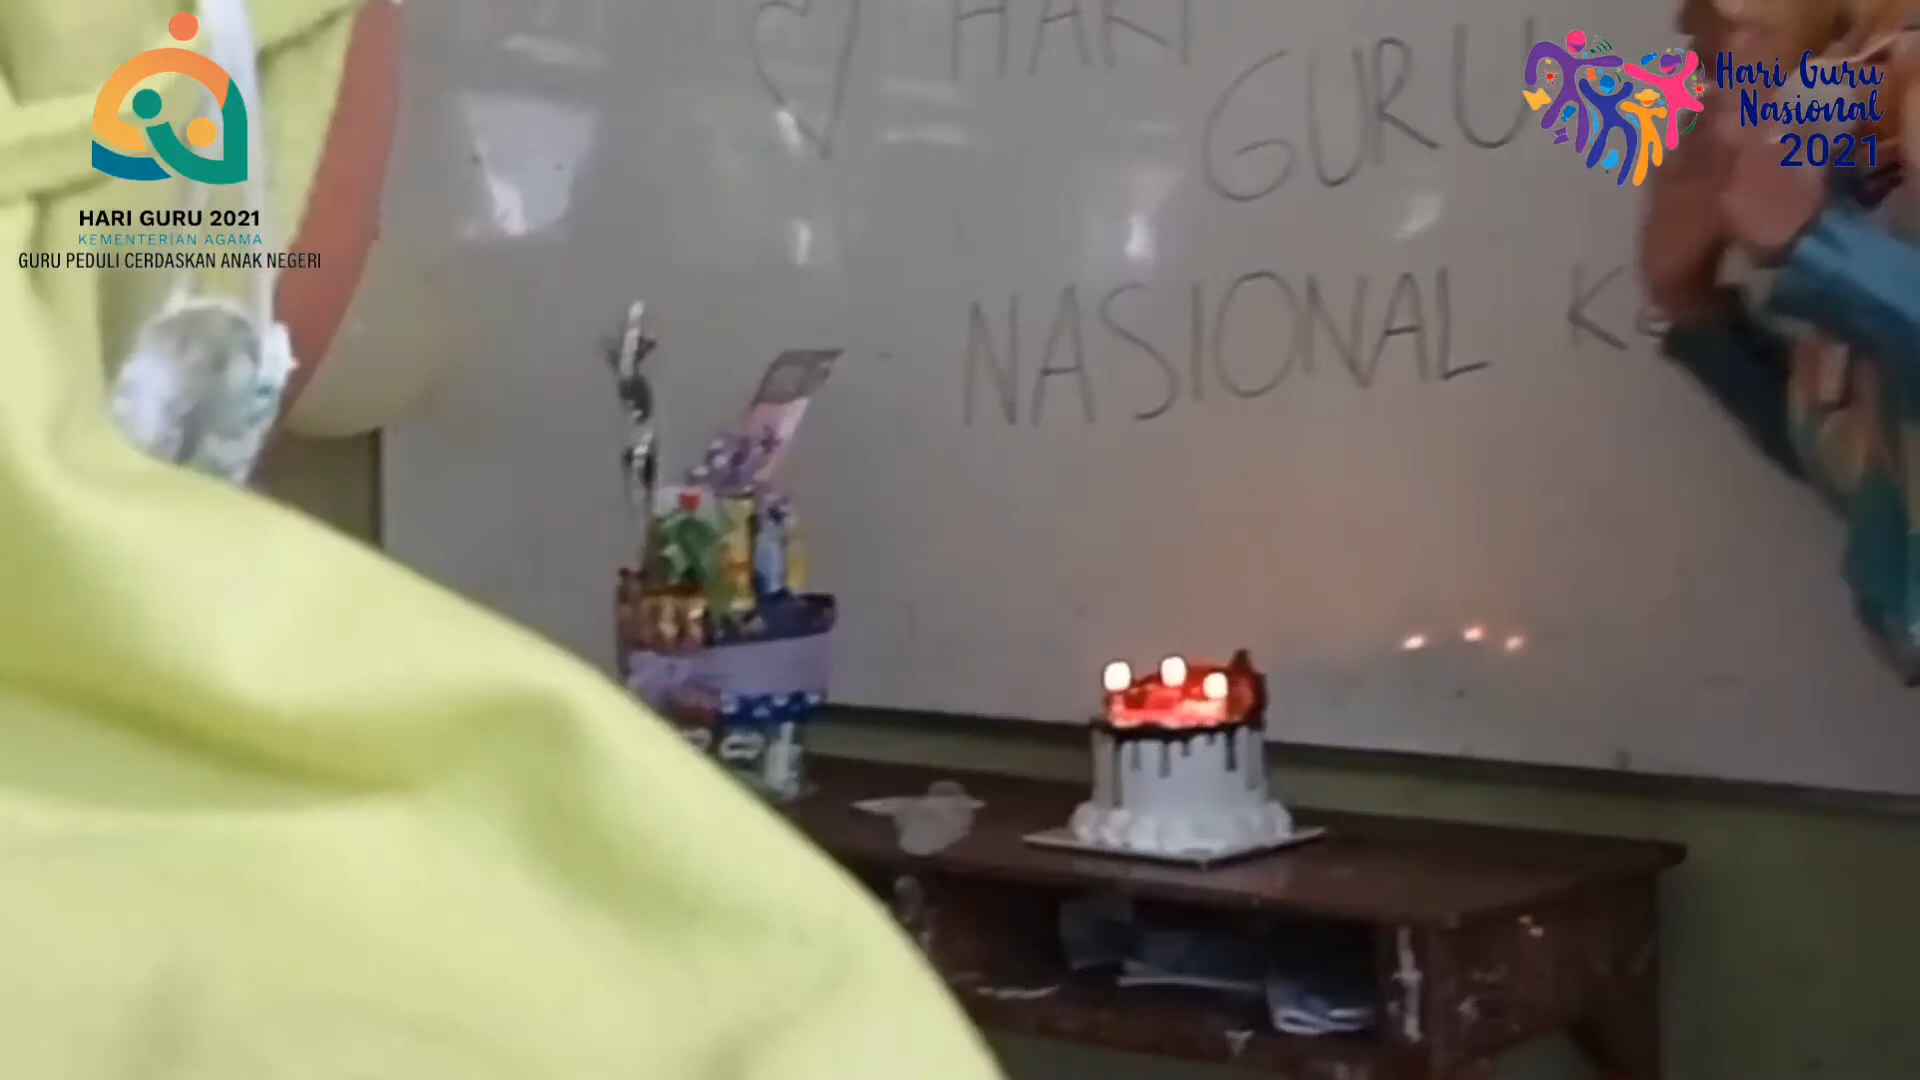 HARI GURU 2021
KEMENTERIAN AGAMA
GURU PEDULI CERDASKAN ANAK NEGERI
Hari Guru
Nasional
2021
HARI
GURU
NASIONAL